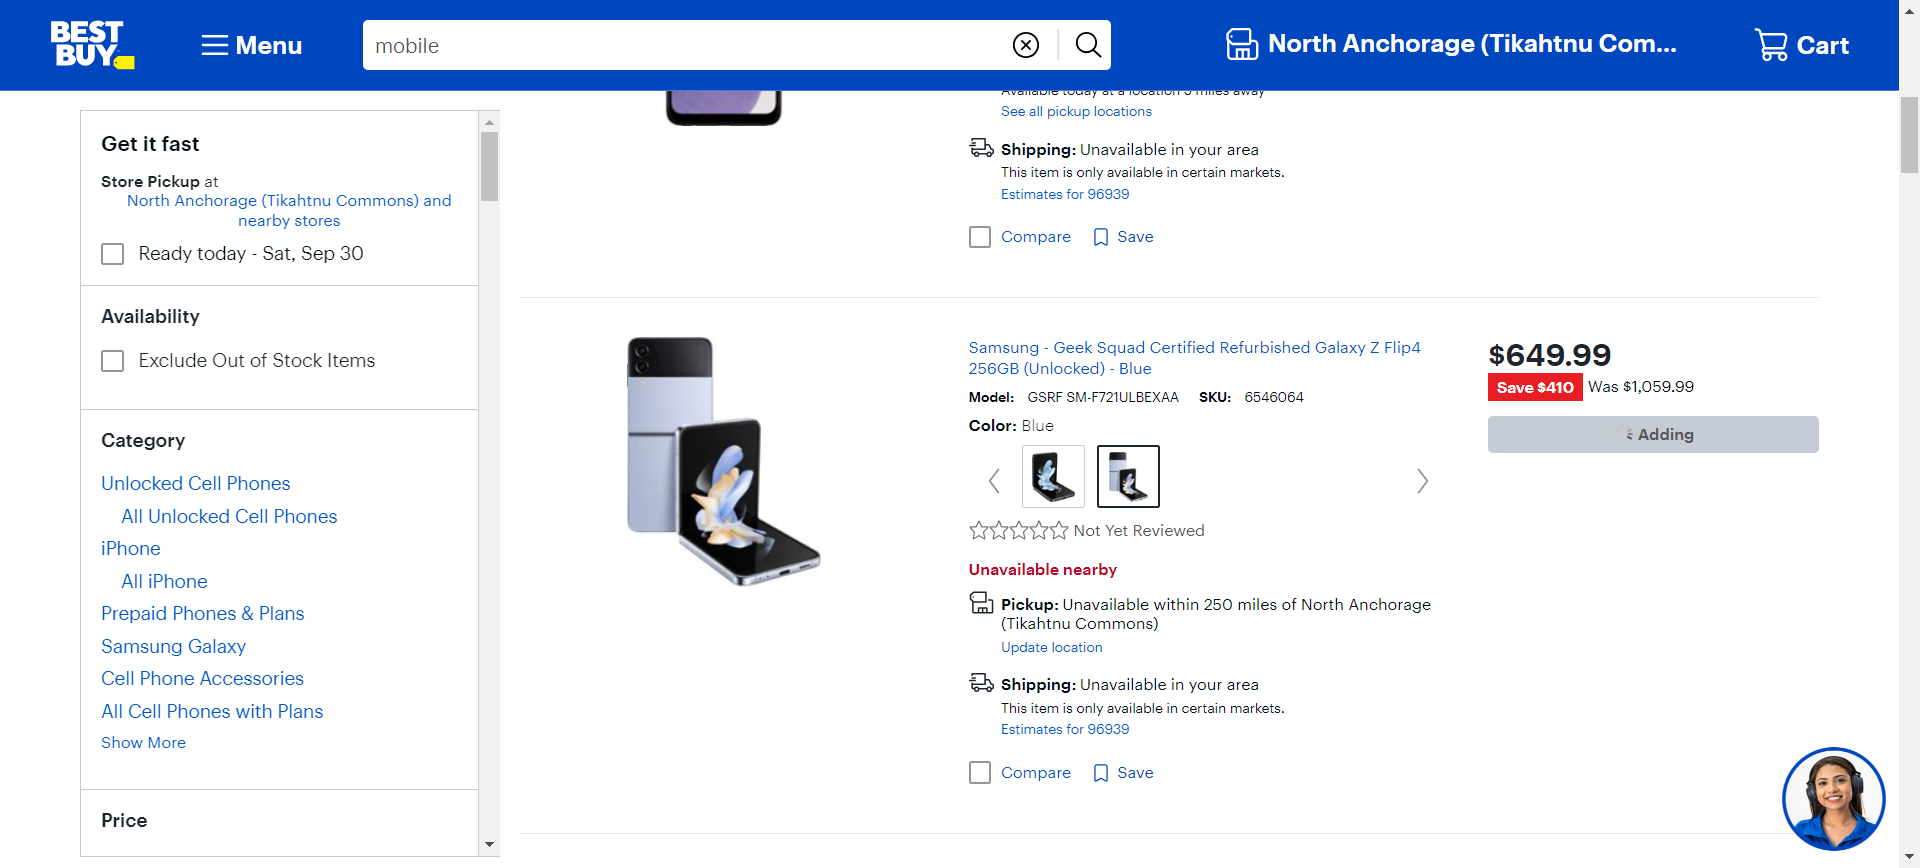 BEST
BUY
Menu
mobile
North Anchorage (Tikahtnu Com...
Cart
Get it fast
Store Pickup at
North Anchorage (Tikahtnu Commons) and
nearby stores
Ready today - Sat, Sep 30
Availability
Exclude Out of Stock Items
Category
Unlocked Cell Phones
All Unlocked Cell Phones
iPhone
All iPhone
Prepaid Phones & Plans
Samsung Galaxy
Cell Phone Accessories
All Cell Phones with Plans
Show More
Price
Available today at a location 5 miles away
See all pickup locations
Shipping: Unavailable in your area
This item is only available in certain markets.
Estimates for 96939
Compare
Save
Samsung - Geek Squad Certified Refurbished Galaxy Z Flip4
256GB (Unlocked) - Blue
Model: GSRF SM-F721ULBEXAA SKU: 6546064
Color: Blue
Not Yet Reviewed
Unavailable nearby
Pickup: Unavailable within 250 miles of North Anchorage
(Tikahtnu Commons)
Update location
Shipping: Unavailable in your area
This item is only available in certain markets.
Estimates for 96939
Compare
Save
$649.99
Save $410 Was $1,059.99
Adding